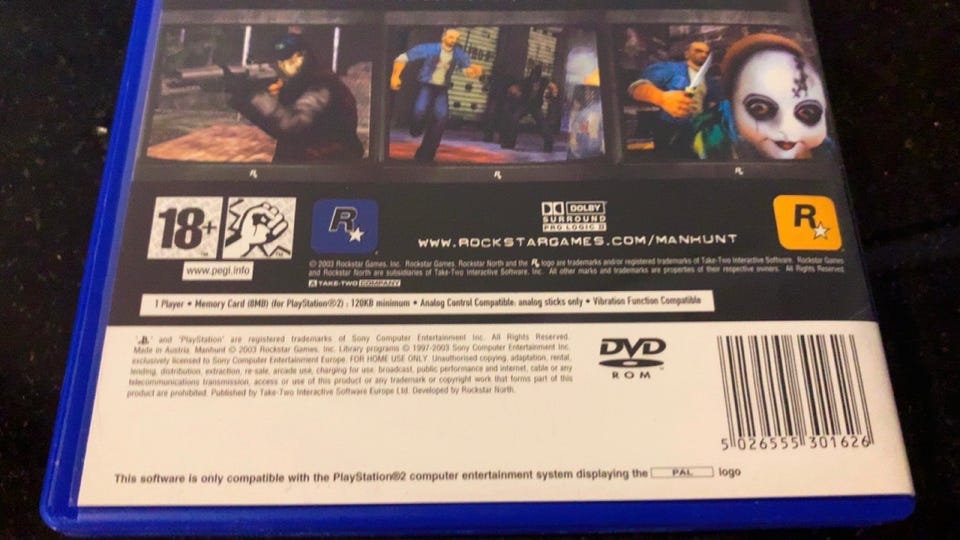 18+
www.pegi.info
R
DOLBY
SURROUND
PRO LOGIC II
WWW.ROCKSTARGAMES.COM/MANHUNT
R
© 2003 Rockstar Games, Inc. Rockstar Games, Rockstar North and the R logo are trademarks and/or registered trademarks of Take-Two Interactive Software. Rockstar Games
and Rockstar North are subsidiaries of Take-Two Interactive Software, Inc. All other marks and trademarks are properties of their respective owners. All Rights Reserved.
A TAKE-TWO COMPANY
1 Player • Memory Card (8MB) (for PlayStation®2) : 120KB minimum • Analog Control Compatible: analog sticks only • Vibration Function Compatible
" " and "PlayStation" are registered trademarks of Sony Computer Entertainment Inc. All Rights Reserved.
Made in Austria. Manhunt © 2003 Rockstar Games, Inc. Library programs © 1997-2003 Sony Computer Entertainment Inc.
exclusively licensed to Sony Computer Entertainment Europe. FOR HOME USE ONLY. Unauthorised copying, adaptation, rental,
lending, distribution, extraction, re-sale, arcade use, charging for use, broadcast, public performance and internet, cable or any
telecommunications transmission, access or use of this product or any trademark or copyright work that forms part of this
product are prohibited. Published by Take-Two Interactive Software Europe Ltd. Developed by Rockstar North.
DVD
ROM
5 026555 301626
This software is only compatible with the PlayStation®2 computer entertainment system displaying the PAL logo